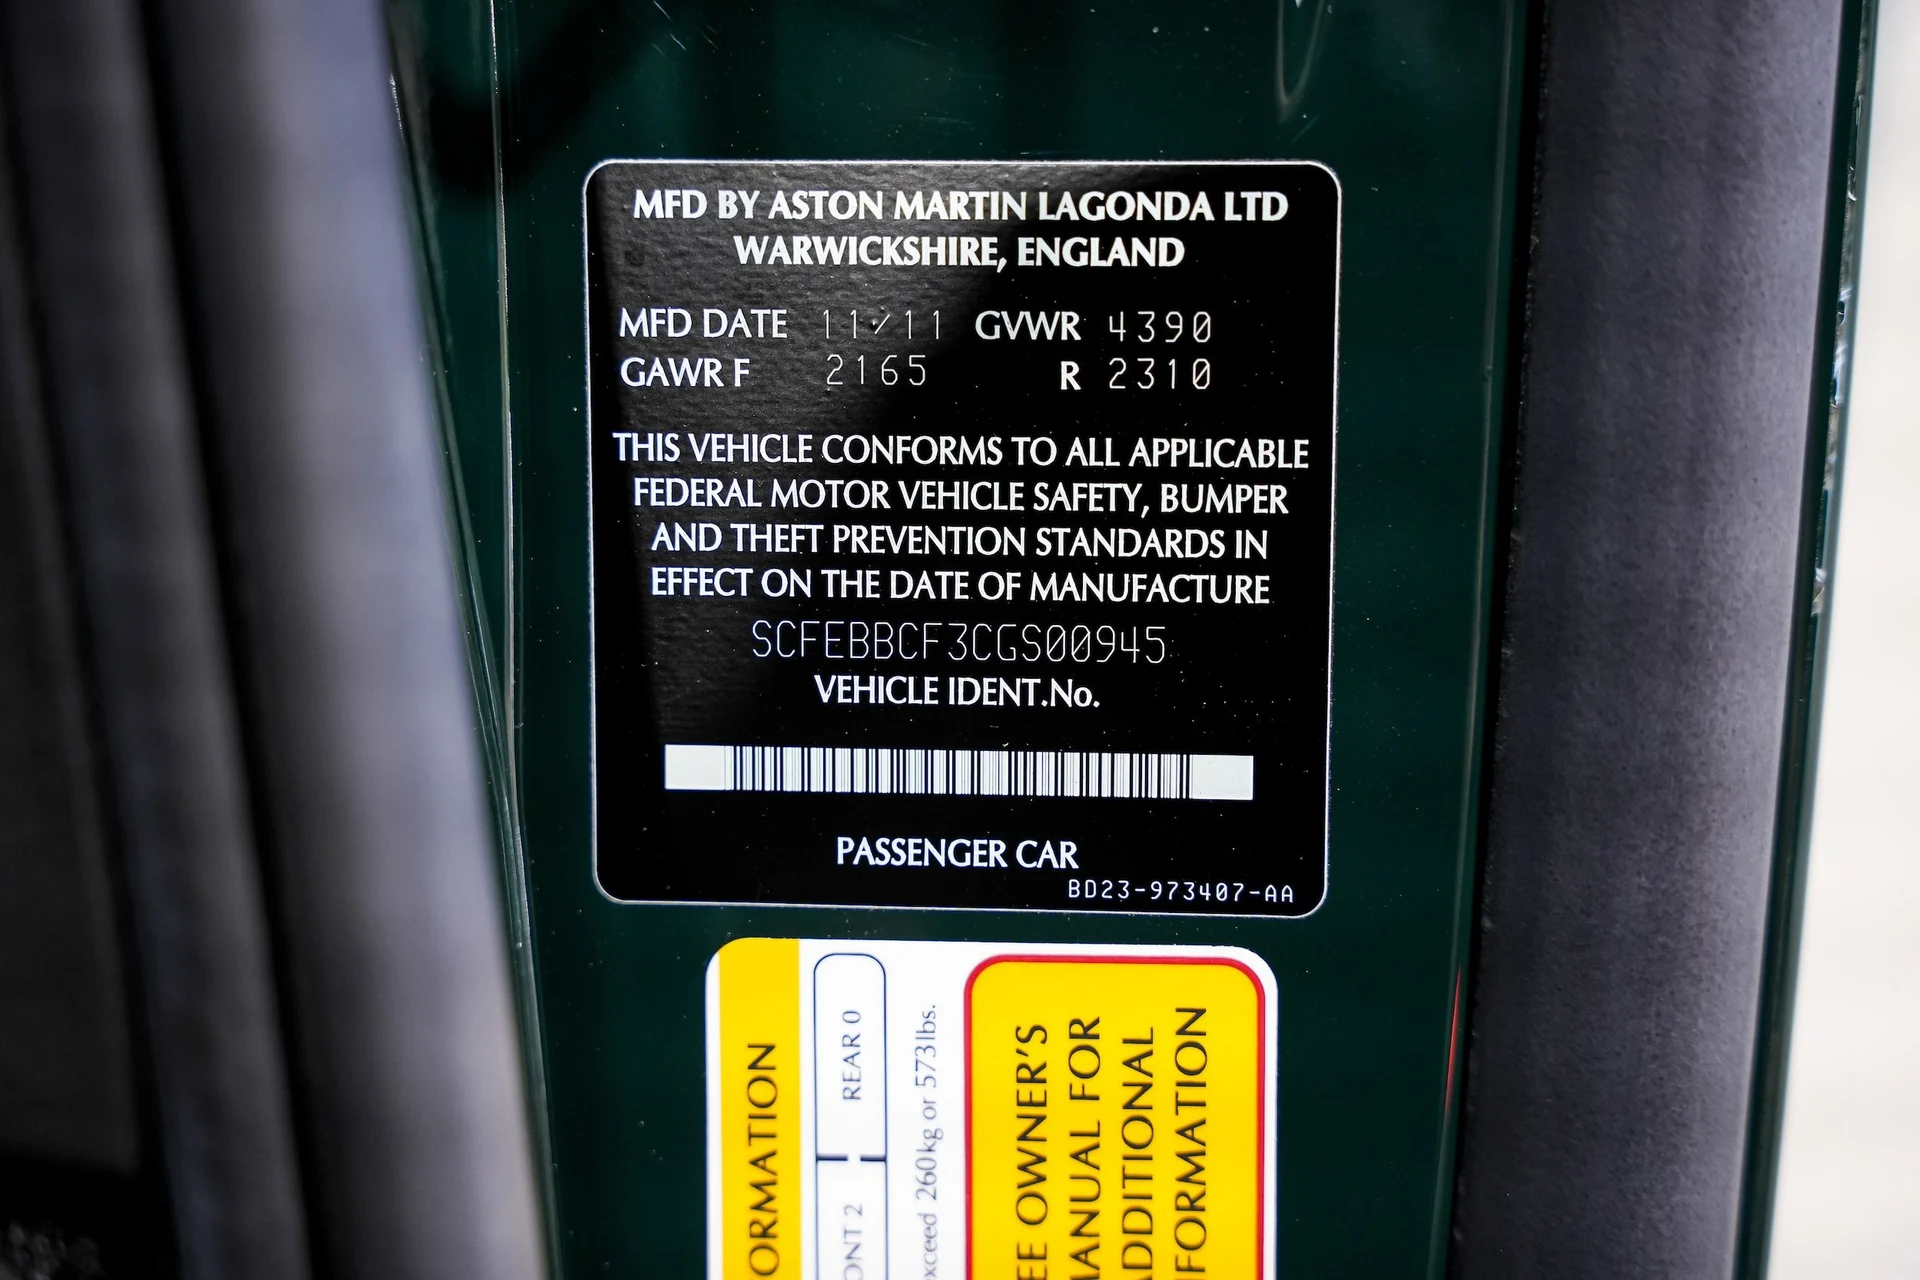 MFD BY ASTON MARTIN LAGONDA LTD
WARWICKSHIRE, ENGLAND
MFD DATE 11/11 GVWR 4390
GAWR F 2165 R 2310
THIS VEHICLE CONFORMS TO ALL APPLICABLE
FEDERAL MOTOR VEHICLE SAFETY, BUMPER
AND THEFT PREVENTION STANDARDS IN
EFFECT ON THE DATE OF MANUFACTURE
SCFEBBCF3CGS00945
VEHICLE IDENT.No.
PASSENGER CAR
BD23-973407-AA
ORMATION
ONT 2 REAR 0
xceed 260kg or 573lbs.
EE OWNER'S
MANUAL FOR
ADDITIONAL
NFORMATION